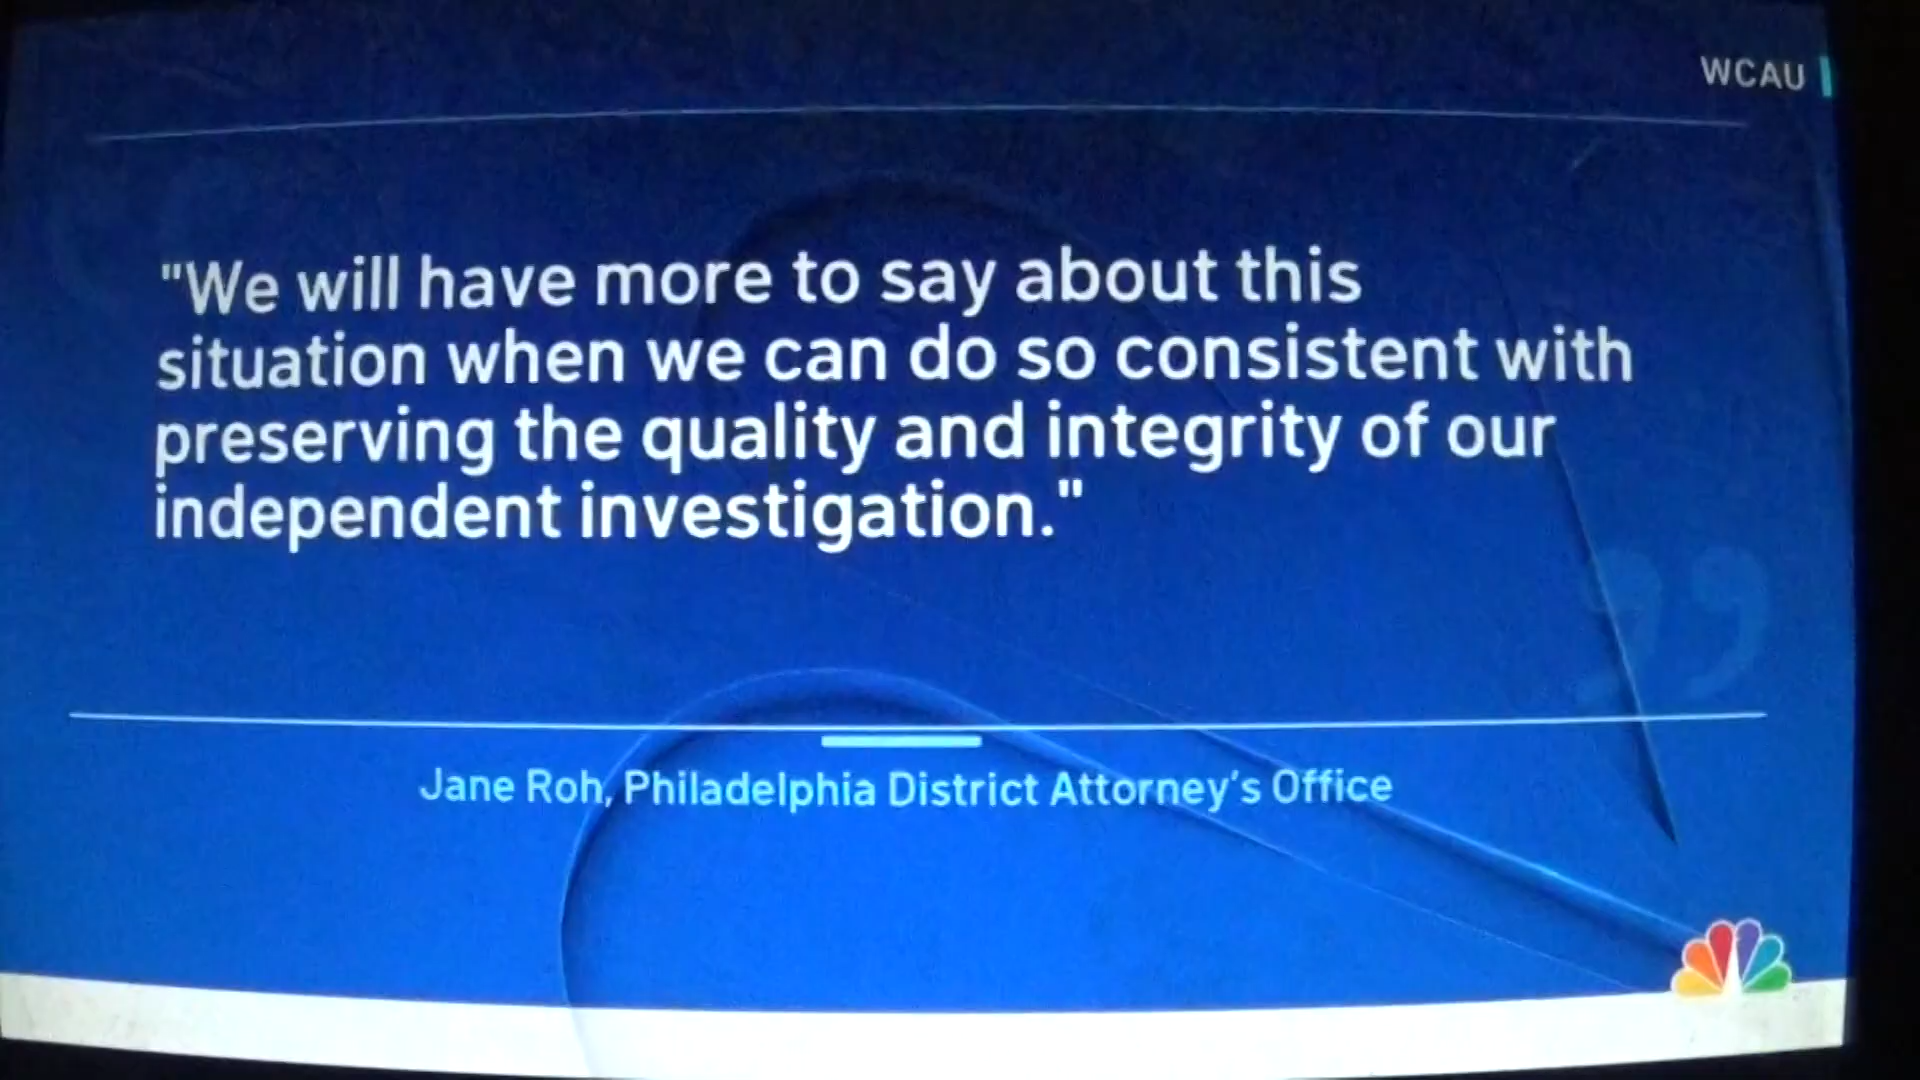 WCAU
"We will have more to say about this
situation when we can do so consistent with
preserving the quality and integrity of our
independent investigation."
Jane Roh, Philadelphia District Attorney's Office